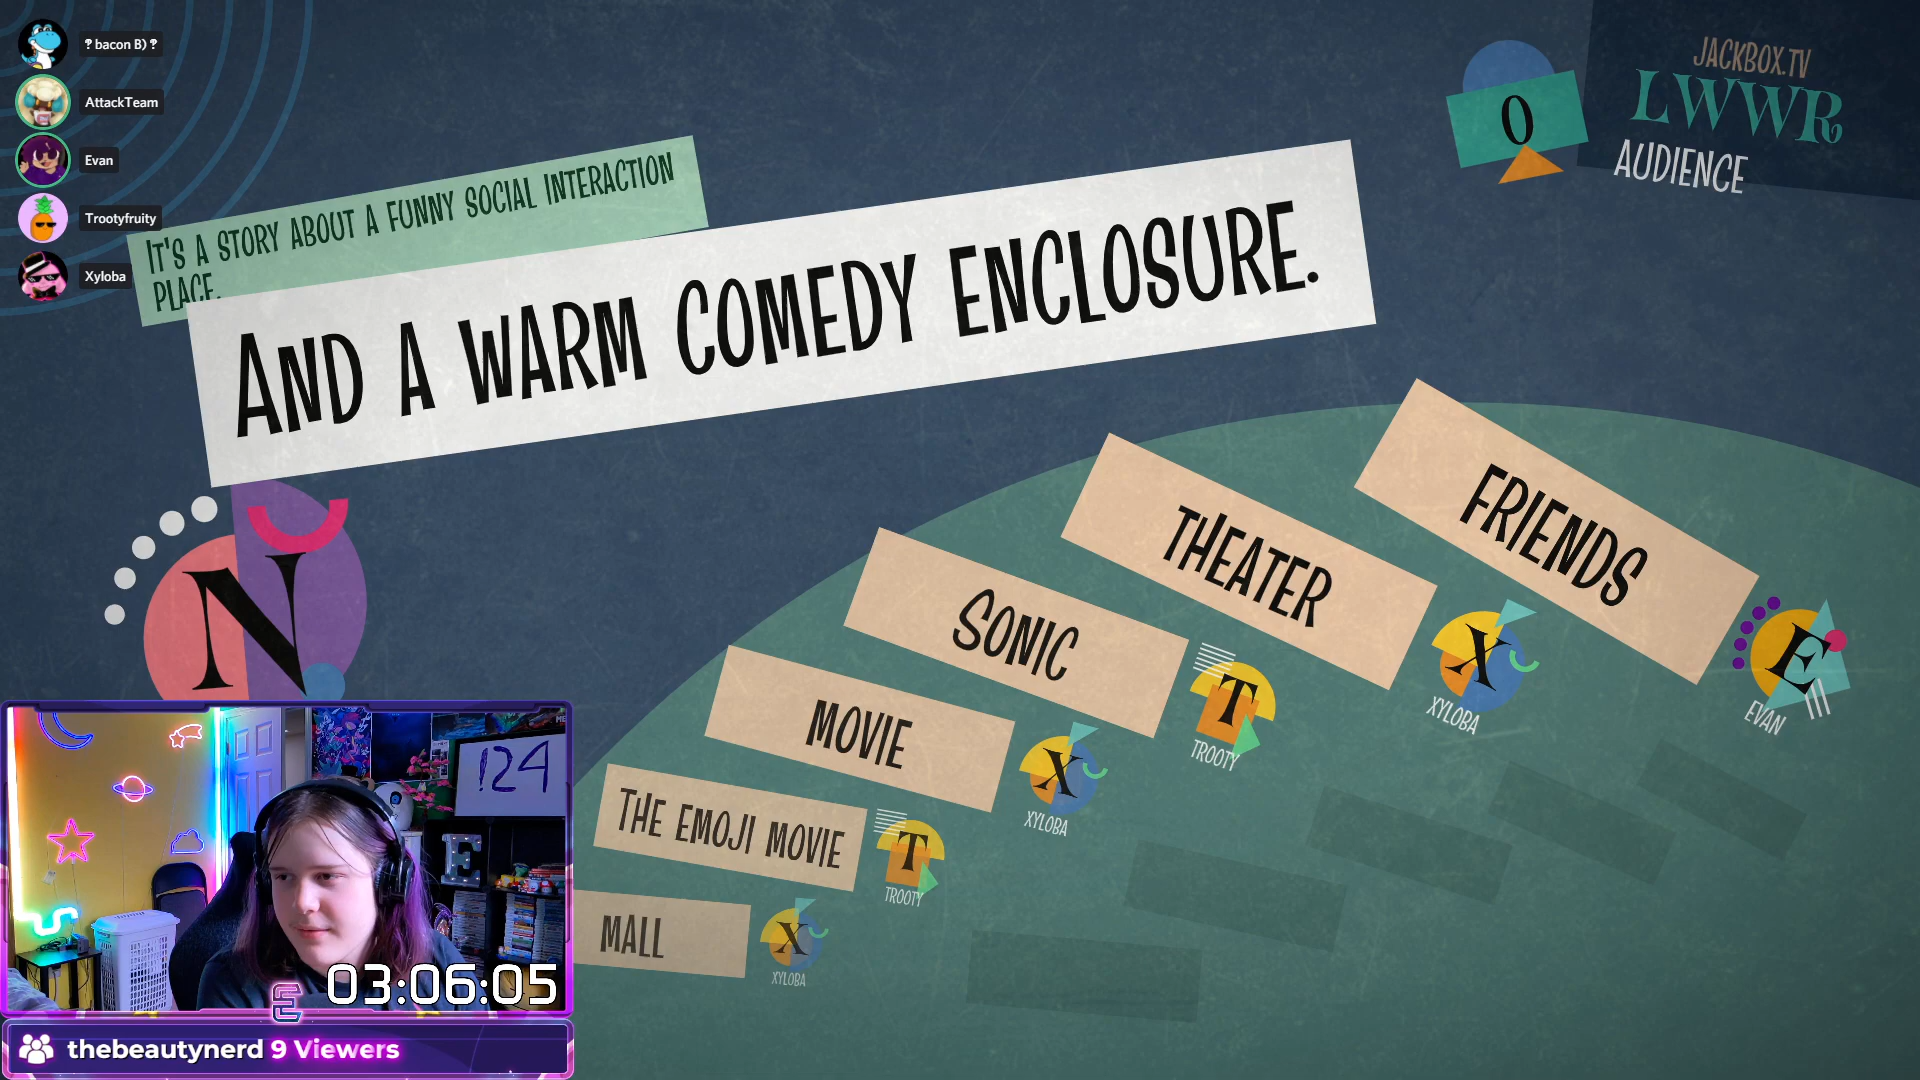 ‽ bacon B) ‽
AttackTeam
Evan
Trootyfruity
Xyloba
JACKBOX.TV
LWWR
0
AUDIENCE
IT'S A STORY ABOUT A FUNNY SOCIAL INTERACTION
PLACE.
AND A WARM COMEDY ENCLOSURE.
N
FRIENDS
E
EVAN
THEATER
X
XYLOBA
SONIC
T
TROOTY
MOVIE
X
XYLOBA
THE EMOJI MOVIE
T
TROOTY
MALL
X
XYLOBA
!124
E
03:06:05
E
thebeautynerd 9 Viewers